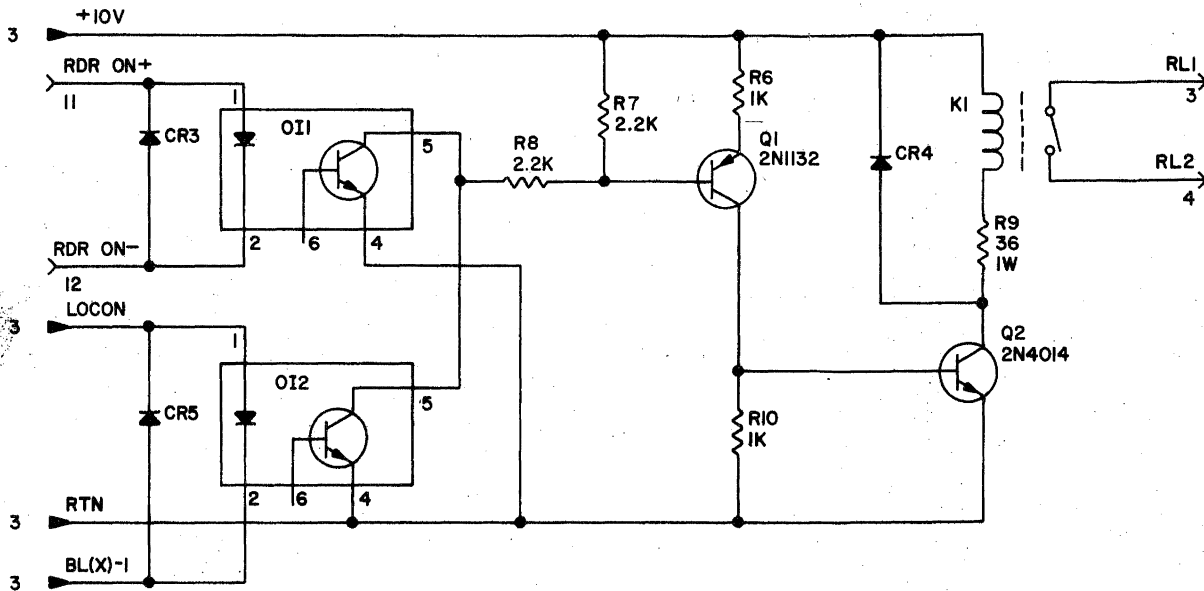 +10V
3
RDR ON+
11
CR3
1
OI1
5
2
6
4
RDR ON-
12
R8
2.2K
R7
2.2K
R6
1K
Q1
2N1132
CR4
K1
RL1
3
RL2
4
R9
36
1W
LOCON
3
1
OI2
5
CR5
2
6
4
Q2
2N4014
R10
1K
RTN
3
BL(X)-1
3